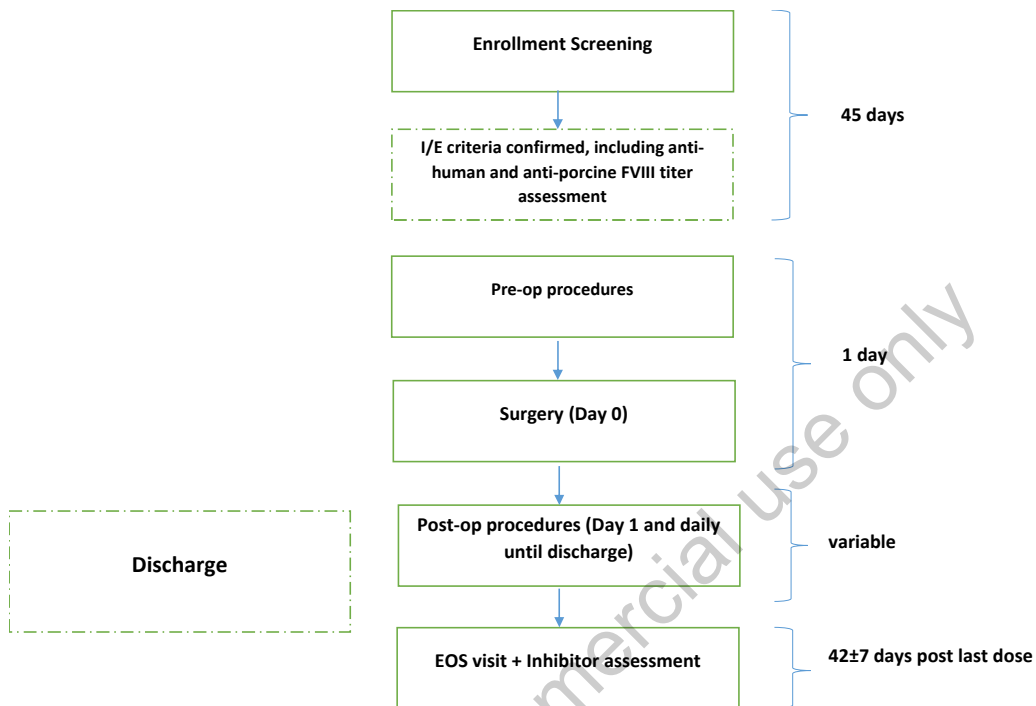 Enrollment Screening
45 days
I/E criteria confirmed, including anti-
human and anti-porcine FVIII titer
assessment
Pre-op procedures
1 day
Surgery (Day 0)
Post-op procedures (Day 1 and daily
until discharge)
variable
Discharge
EOS visit + Inhibitor assessment
42±7 days post last dose
use only